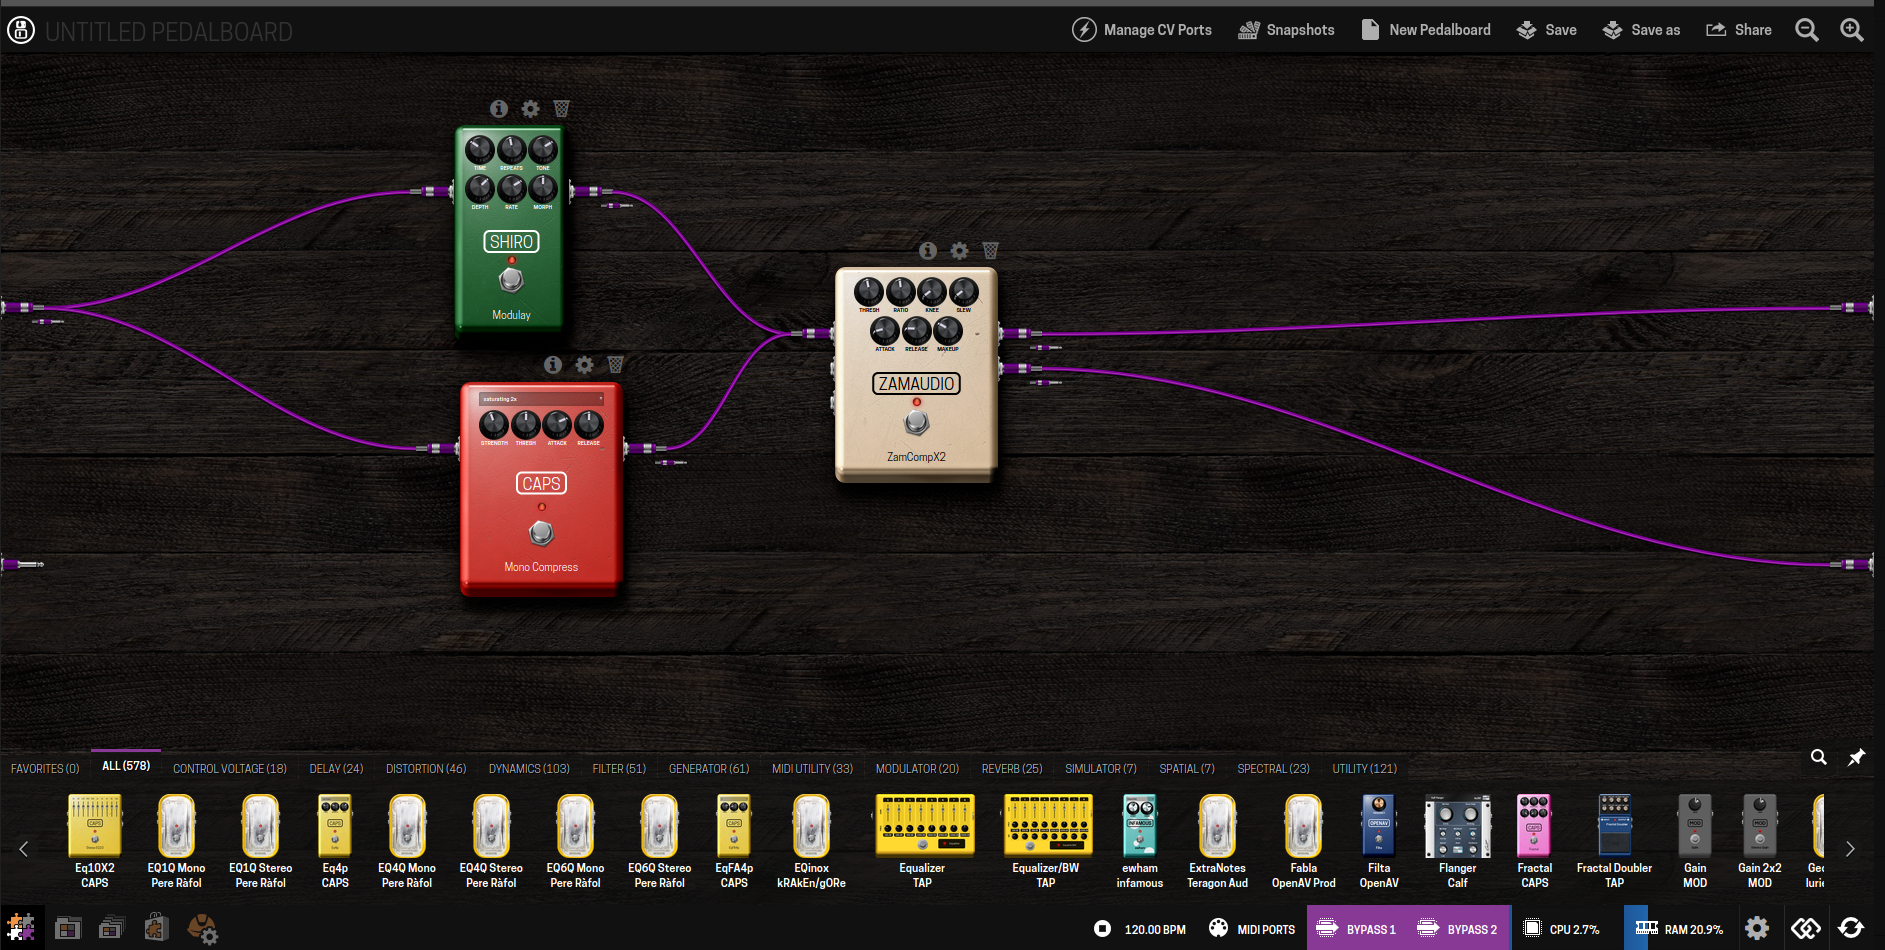 UNTITLED PEDALBOARD
Manage CV Ports
Snapshots
New Pedalboard
Save
Save as
Share
TIME REPEATS TONE
DEPTH RATE MORPH
SHIRO
Modulay
saturating 2x
STRENGTH THRESH ATTACK RELEASE
CAPS
Mono Compress
THRESH RATIO KNEE SLEW
ATTACK RELEASE MAKEUP
ZAMAUDIO
ZamCompX2
FAVORITES (0) ALL (578) CONTROL VOLTAGE (18) DELAY (24) DISTORTION (46) DYNAMICS (103) FILTER (51) GENERATOR (61) MIDI UTILITY (33) MODULATOR (20) REVERB (25) SIMULATOR (7) SPATIAL (7) SPECTRAL (23) UTILITY (121)
Eq10X2
CAPS
EQ1Q Mono
Pere Ràfol
EQ1Q Stereo
Pere Ràfol
Eq4p
CAPS
EQ4Q Mono
Pere Ràfol
EQ4Q Stereo
Pere Ràfol
EQ6Q Mono
Pere Ràfol
EQ6Q Stereo
Pere Ràfol
EqFA4p
CAPS
EQinox
kRAkEn/gORe
Equalizer
TAP
Equalizer/BW
TAP
INFAMOUS
ewham
infamous
ExtraNotes
Teragon Aud
Fabla
OpenAV Prod
OPENAV
Filta
OpenAV
Flanger
Calf
Fractal
CAPS
Fractal Doubler
TAP
MOD
Gain
MOD
MOD
Gain 2x2
MOD
120.00 BPM
MIDI PORTS
BYPASS 1
BYPASS 2
CPU 2.7%
RAM 20.9%